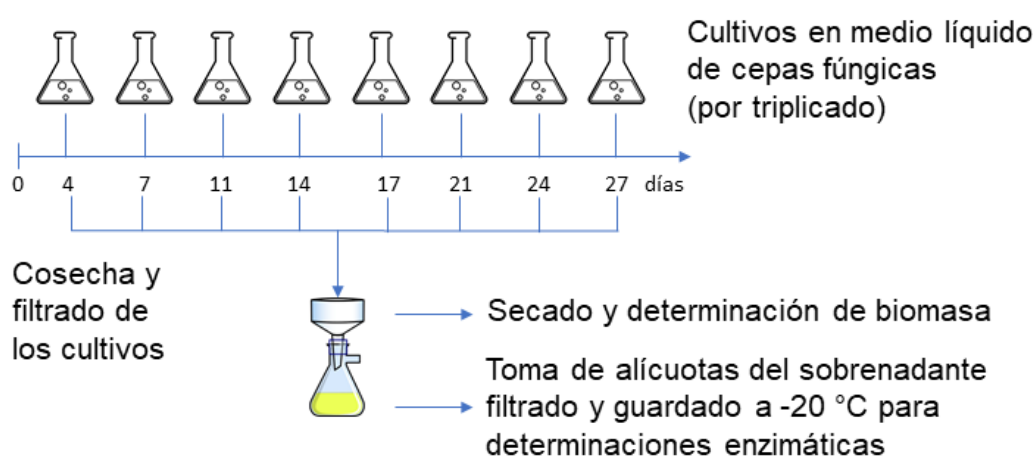 Cultivos en medio líquido
de cepas fúngicas
(por triplicado)
0 4 7 11 14 17 21 24 27 días
Cosecha y
filtrado de
los cultivos
Secado y determinación de biomasa
Toma de alícuotas del sobrenadante
filtrado y guardado a -20 °C para
determinaciones enzimáticas